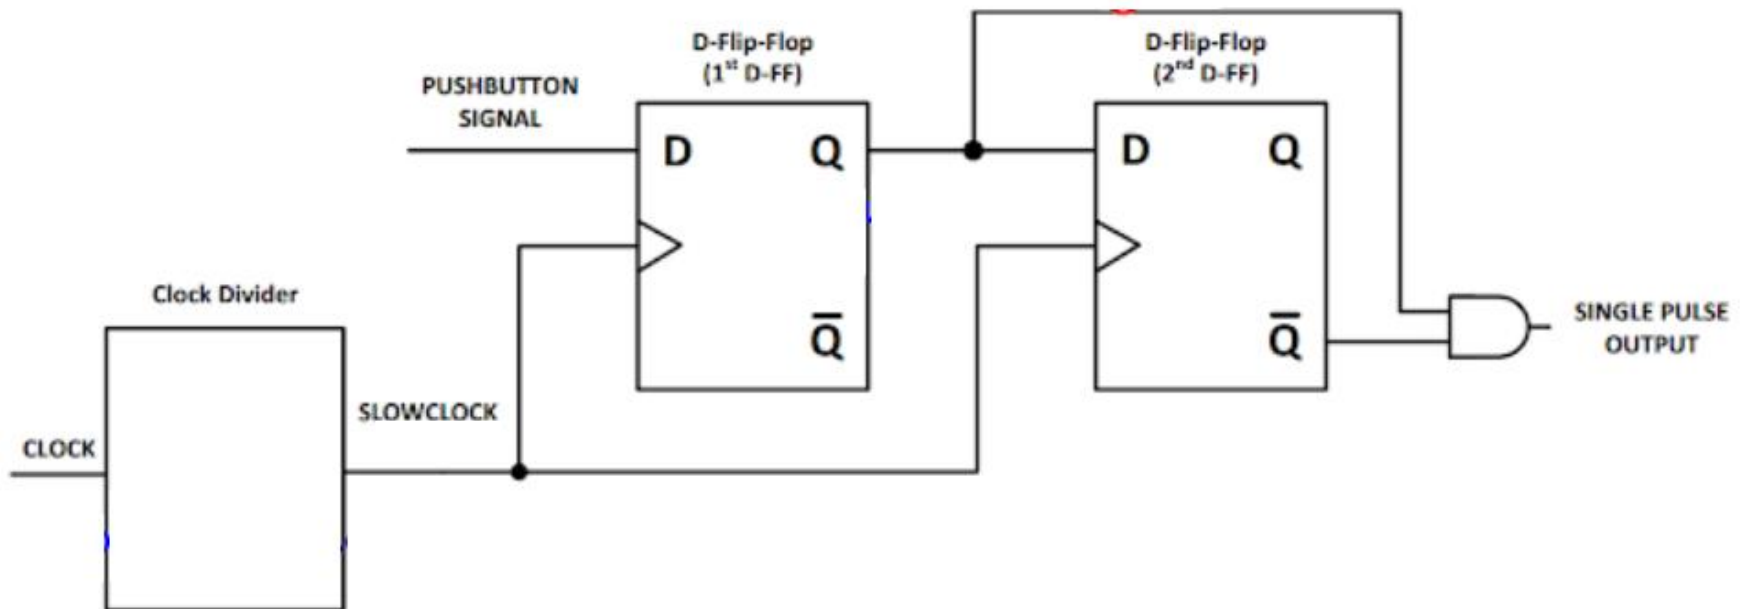 D-Flip-Flop
(1st D-FF)
D-Flip-Flop
(2nd D-FF)
PUSHBUTTON
SIGNAL
D
Q
D
Q
Q̅
Q̅
Clock Divider
SINGLE PULSE
OUTPUT
SLOWCLOCK
CLOCK